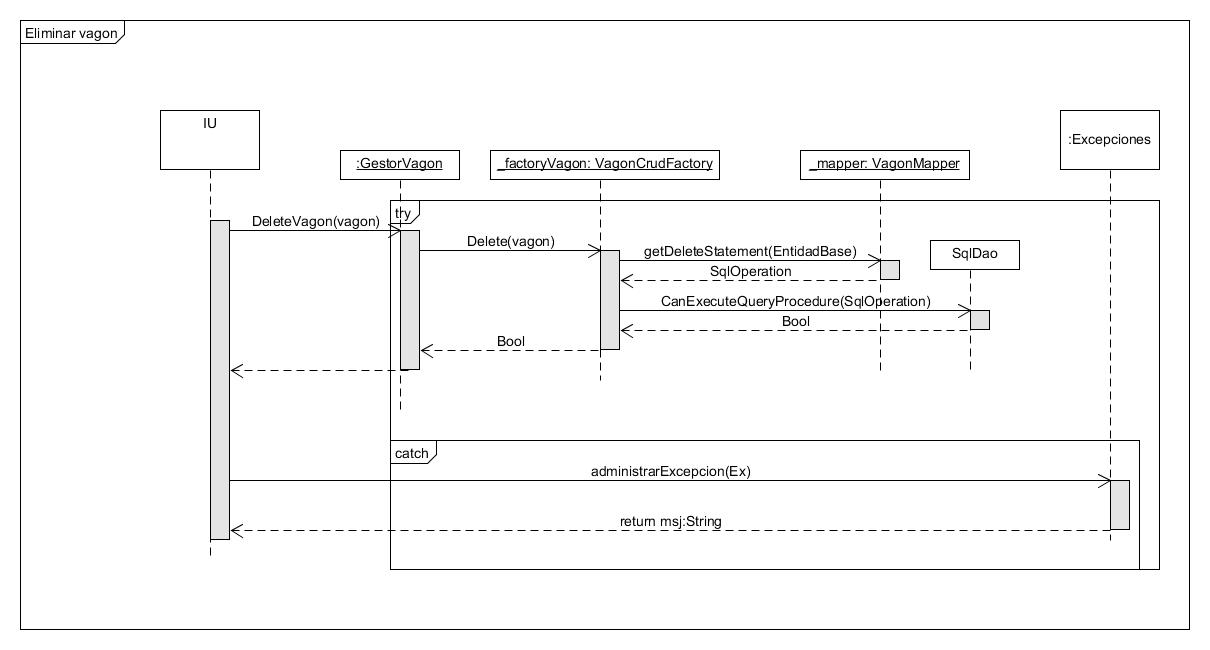 Eliminar vagon
IU
:Excepciones
:GestorVagon
_factoryVagon: VagonCrudFactory
_mapper: VagonMapper
try
DeleteVagon(vagon)
Delete(vagon)
getDeleteStatement(EntidadBase)
SqlDao
SqlOperation
CanExecuteQueryProcedure(SqlOperation)
Bool
Bool
catch
administrarExcepcion(Ex)
return msj:String